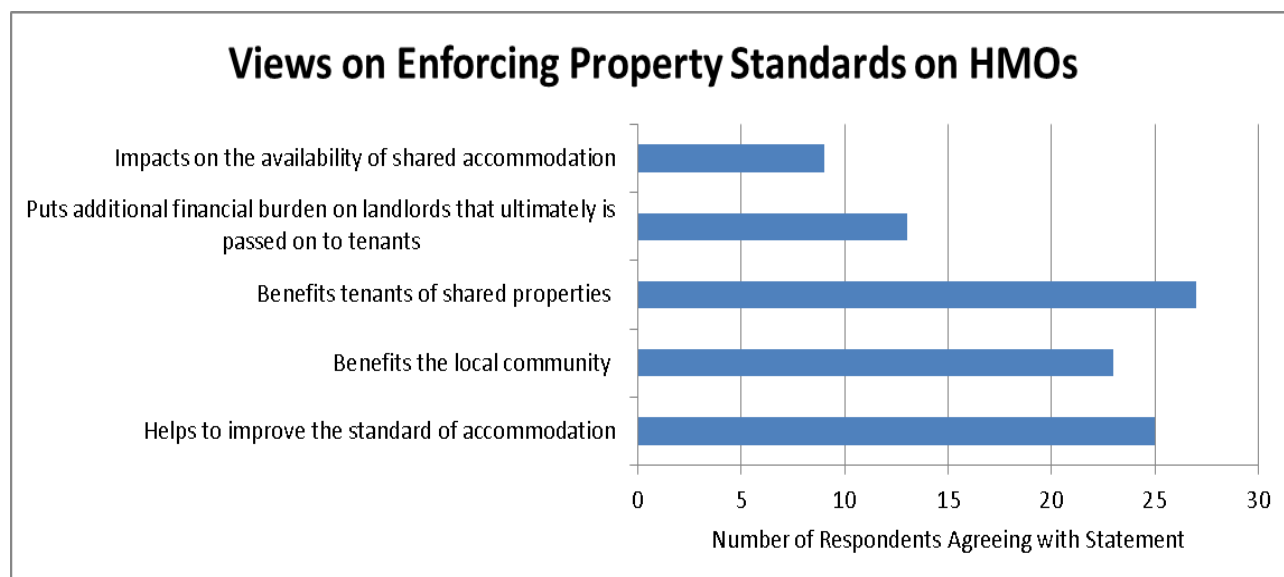 Views on Enforcing Property Standards on HMOs
Impacts on the availability of shared accommodation
Puts additional financial burden on landlords that ultimately is
passed on to tenants
Benefits tenants of shared properties
Benefits the local community
Helps to improve the standard of accommodation
0 5 10 15 20 25 30
Number of Respondents Agreeing with Statement